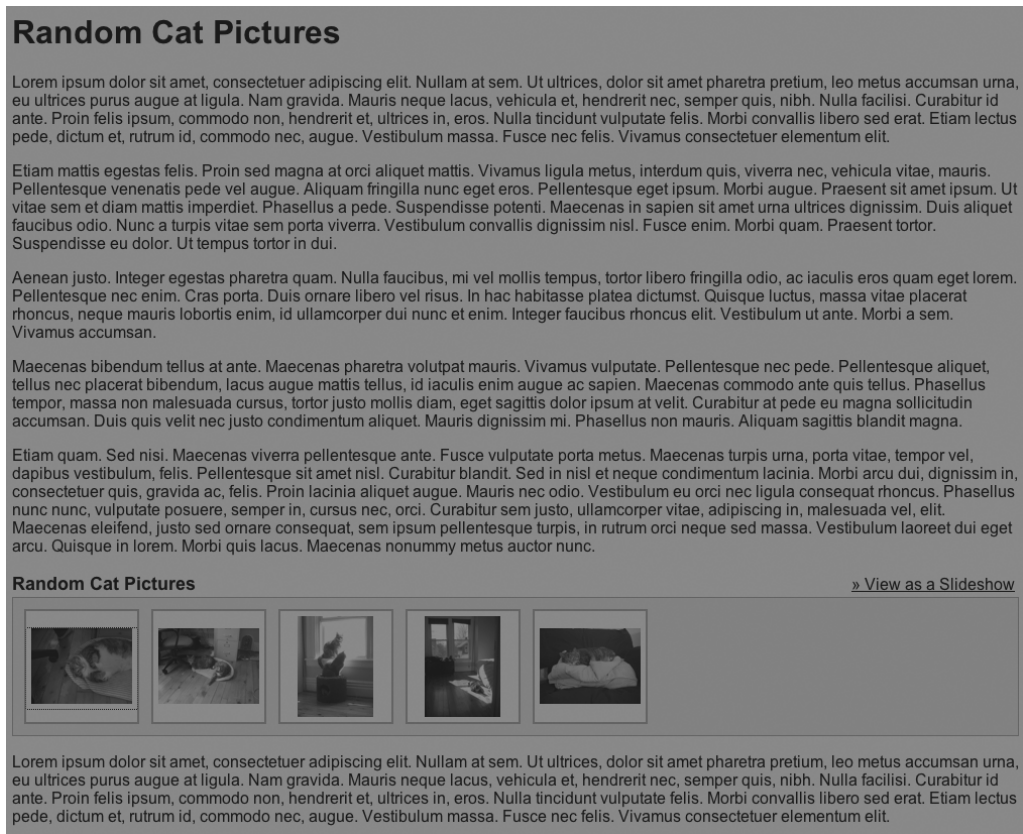 Random Cat Pictures
Lorem ipsum dolor sit amet, consectetuer adipiscing elit. Nullam at sem. Ut ultrices, dolor sit amet pharetra pretium, leo metus accumsan urna,
eu ultrices purus augue at ligula. Nam gravida. Mauris neque lacus, vehicula et, hendrerit nec, semper quis, nibh. Nulla facilisi. Curabitur id
ante. Proin felis ipsum, commodo non, hendrerit et, ultrices in, eros. Nulla tincidunt vulputate felis. Morbi convallis libero sed erat. Etiam lectus
pede, dictum et, rutrum id, commodo nec, augue. Vestibulum massa. Fusce nec felis. Vivamus consectetuer elementum elit.
Etiam mattis egestas felis. Proin sed magna at orci aliquet mattis. Vivamus ligula metus, interdum quis, viverra nec, vehicula vitae, mauris.
Pellentesque venenatis pede vel augue. Aliquam fringilla nunc eget eros. Pellentesque eget ipsum. Morbi augue. Praesent sit amet ipsum. Ut
vitae sem et diam mattis imperdiet. Phasellus a pede. Suspendisse potenti. Maecenas in sapien sit amet urna ultrices dignissim. Duis aliquet
faucibus odio. Nunc a turpis vitae sem porta viverra. Vestibulum convallis dignissim nisl. Fusce enim. Morbi quam. Praesent tortor.
Suspendisse eu dolor. Ut tempus tortor in dui.
Aenean justo. Integer egestas pharetra quam. Nulla faucibus, mi vel mollis tempus, tortor libero fringilla odio, ac iaculis eros quam eget lorem.
Pellentesque nec enim. Cras porta. Duis ornare libero vel risus. In hac habitasse platea dictumst. Quisque luctus, massa vitae placerat
rhoncus, neque mauris lobortis enim, id ullamcorper dui nunc et enim. Integer faucibus rhoncus elit. Vestibulum ut ante. Morbi a sem.
Vivamus accumsan.
Maecenas bibendum tellus at ante. Maecenas pharetra volutpat mauris. Vivamus vulputate. Pellentesque nec pede. Pellentesque aliquet,
tellus nec placerat bibendum, lacus augue mattis tellus, id iaculis enim augue ac sapien. Maecenas commodo ante quis tellus. Phasellus
tempor, massa non malesuada cursus, tortor justo mollis diam, eget sagittis dolor ipsum at velit. Curabitur at pede eu magna sollicitudin
accumsan. Duis quis velit nec justo condimentum aliquet. Mauris dignissim mi. Phasellus non mauris. Aliquam sagittis blandit magna.
Etiam quam. Sed nisi. Maecenas viverra pellentesque ante. Fusce vulputate porta metus. Maecenas turpis urna, porta vitae, tempor vel,
dapibus vestibulum, felis. Pellentesque sit amet nisl. Curabitur blandit. Sed in nisl et neque condimentum lacinia. Morbi arcu dui, dignissim in,
consectetuer quis, gravida ac, felis. Proin lacinia aliquet augue. Mauris nec odio. Vestibulum eu orci nec ligula consequat rhoncus. Phasellus
nunc nunc, vulputate posuere, semper in, cursus nec, orci. Curabitur sem justo, ullamcorper vitae, adipiscing in, malesuada vel, elit.
Maecenas eleifend, justo sed ornare consequat, sem ipsum pellentesque turpis, in rutrum orci neque sed massa. Vestibulum laoreet dui eget
arcu. Quisque in lorem. Morbi quis lacus. Maecenas nonummy metus auctor nunc.
Random Cat Pictures
» View as a Slideshow
Lorem ipsum dolor sit amet, consectetuer adipiscing elit. Nullam at sem. Ut ultrices, dolor sit amet pharetra pretium, leo metus accumsan urna,
eu ultrices purus augue at ligula. Nam gravida. Mauris neque lacus, vehicula et, hendrerit nec, semper quis, nibh. Nulla facilisi. Curabitur id
ante. Proin felis ipsum, commodo non, hendrerit et, ultrices in, eros. Nulla tincidunt vulputate felis. Morbi convallis libero sed erat. Etiam lectus
pede, dictum et, rutrum id, commodo nec, augue. Vestibulum massa. Fusce nec felis. Vivamus consectetuer elementum elit.